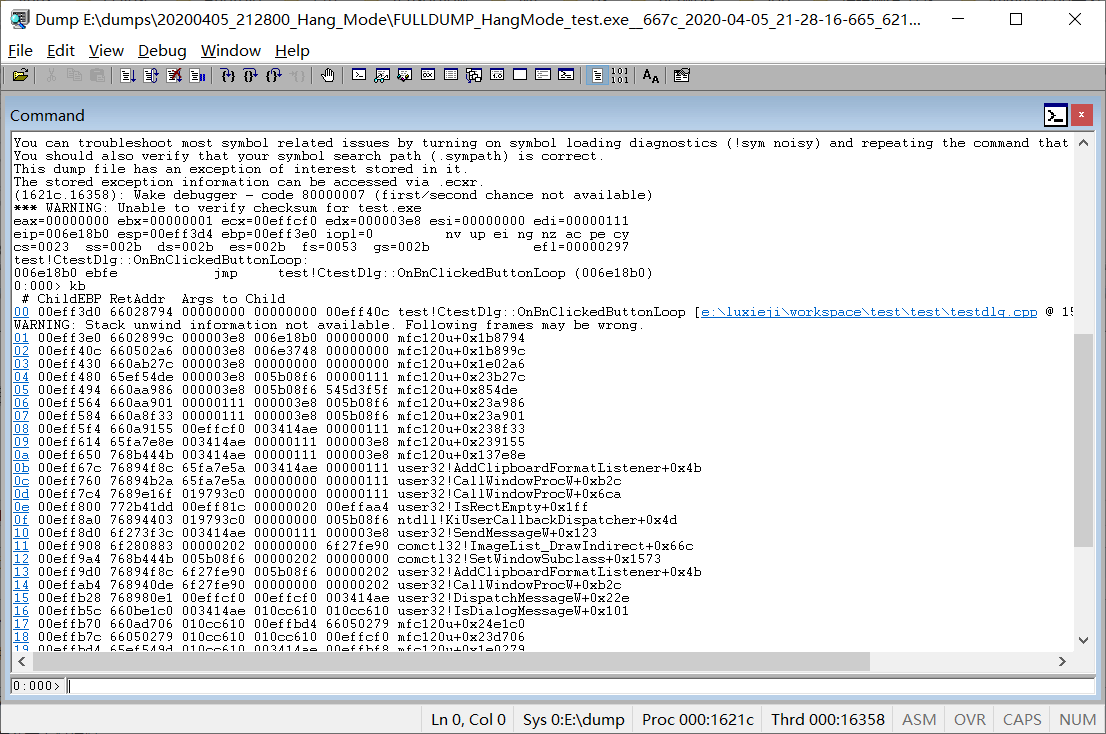 Dump E:\dumps\20200405_212800_Hang_Mode\FULLDUMP_HangMode_test.exe__667c_2020-04-05_21-28-16-665_621...
File Edit View Debug Window Help
Command
You can troubleshoot most symbol related issues by turning on symbol loading diagnostics (!sym noisy) and repeating the command that
You should also verify that your symbol search path (.sympath) is correct.
This dump file has an exception of interest stored in it.
The stored exception information can be accessed via .ecxr.
(1621c.16358): Wake debugger - code 80000007 (first/second chance not available)
*** WARNING: Unable to verify checksum for test.exe
eax=00000000 ebx=00000001 ecx=00effcf0 edx=000003e8 esi=00000000 edi=00000111
eip=006e18b0 esp=00eff3d4 ebp=00eff3e0 iopl=0 nv up ei ng nz ac pe cy
cs=0023 ss=002b ds=002b es=002b fs=0053 gs=002b efl=00000297
test!CtestDlg::OnBnClickedButtonLoop:
006e18b0 ebfe jmp test!CtestDlg::OnBnClickedButtonLoop (006e18b0)
0:000> kb
# ChildEBP RetAddr Args to Child
00 00eff3d0 66028794 00000000 00000000 00eff40c test!CtestDlg::OnBnClickedButtonLoop [e:\luxieji\workspace\test\test\testdlg.cpp @ 15
WARNING: Stack unwind information not available. Following frames may be wrong.
01 00eff3e0 6602899c 000003e8 006e18b0 00000000 mfc120u+0x1b8794
02 00eff40c 660502a6 000003e8 006e3748 00000000 mfc120u+0x1b899c
03 00eff430 660ab27c 000003e8 00000000 00000000 mfc120u+0x1e02a6
04 00eff480 65ef54de 000003e8 005b08f6 00000111 mfc120u+0x23b27c
05 00eff494 660aa986 000003e8 005b08f6 545d3f5f mfc120u+0x854de
06 00eff564 660aa901 00000111 000003e8 005b08f6 mfc120u+0x23a986
07 00eff584 660a8f33 00000111 000003e8 005b08f6 mfc120u+0x23a901
08 00eff5f4 660a9155 00effcf0 003414ae 00000111 mfc120u+0x238f33
09 00eff614 65fa7e8e 003414ae 00000111 000003e8 mfc120u+0x239155
0a 00eff650 768b444b 003414ae 00000111 000003e8 mfc120u+0x137e8e
0b 00eff67c 76894f8c 65fa7e5a 003414ae 00000111 user32!AddClipboardFormatListener+0x4b
0c 00eff760 76894b2a 65fa7e5a 00000000 00000111 user32!CallWindowProcW+0xb2c
0d 00eff7c4 7689e16f 019793c0 00000000 00000111 user32!CallWindowProcW+0x6ca
0e 00eff800 772b41dd 00eff81c 00000020 00effaa4 user32!IsRectEmpty+0x1ff
0f 00eff8a0 76894403 019793c0 00000000 005b08f6 ntdll!KiUserCallbackDispatcher+0x4d
10 00eff8d0 6f273f3c 003414ae 00000111 000003e8 user32!SendMessageW+0x123
11 00eff908 6f280883 00000202 00000000 6f27fe90 comctl32!ImageList_DrawIndirect+0x66c
12 00eff9a4 768b444b 005b08f6 00000202 00000000 comctl32!SetWindowSubclass+0x1573
13 00eff9d0 76894f8c 6f27fe90 005b08f6 00000202 user32!AddClipboardFormatListener+0x4b
14 00effab4 768940de 6f27fe90 00000000 00000202 user32!CallWindowProcW+0xb2c
15 00effb28 768980e1 00effcf0 00effcf0 003414ae user32!DispatchMessageW+0x22e
16 00effb5c 660be1c0 003414ae 010cc610 010cc610 user32!IsDialogMessageW+0x101
17 00effb70 660ad706 010cc610 00effbd4 66050279 mfc120u+0x24e1c0
18 00effb7c 66050279 010cc610 010cc610 00effcf0 mfc120u+0x23d706
19 00effbd4 65ef549d 010cc610 003414ae 00effbf8 mfc120u+0x1e0279
0:000>
Ln 0, Col 0 Sys 0:E:\dump Proc 000:1621c Thrd 000:16358 ASM OVR CAPS NUM